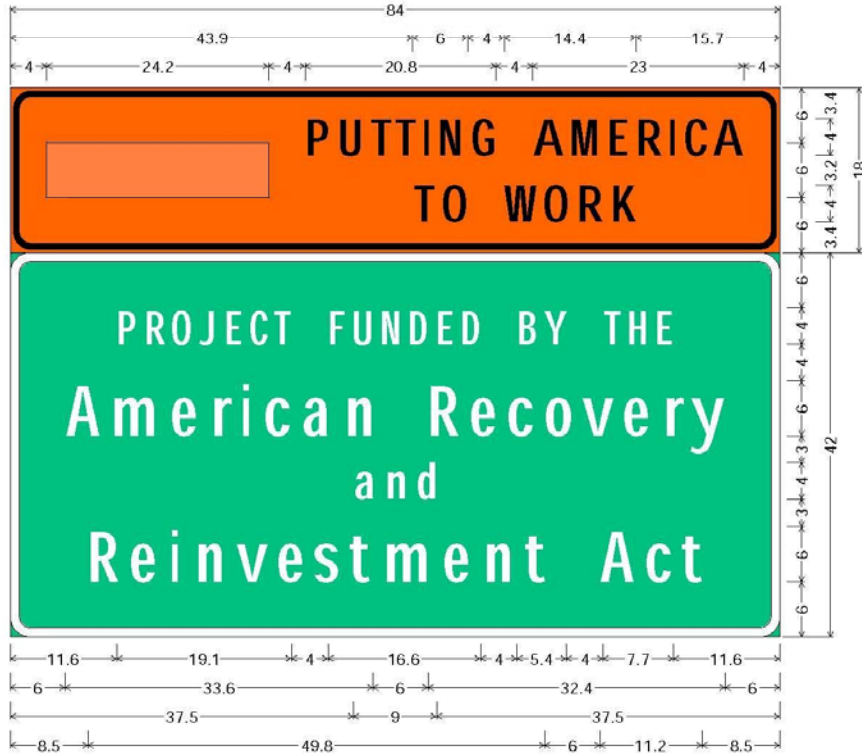 84
43.9 6 4 14.4 15.7
4 24.2 4 20.8 4 23 4
PUTTING AMERICA
TO WORK
6 6 6
3.4 4 3.2 4 3.4
18
PROJECT FUNDED BY THE
American Recovery
and
Reinvestment Act
6 4 4 6 3 4 3 6 6
42
11.6 19.1 4 16.6 4 5.4 4 7.7 11.6
6 33.6 6 32.4 6
37.5 9 37.5
8.5 49.8 6 11.2 8.5